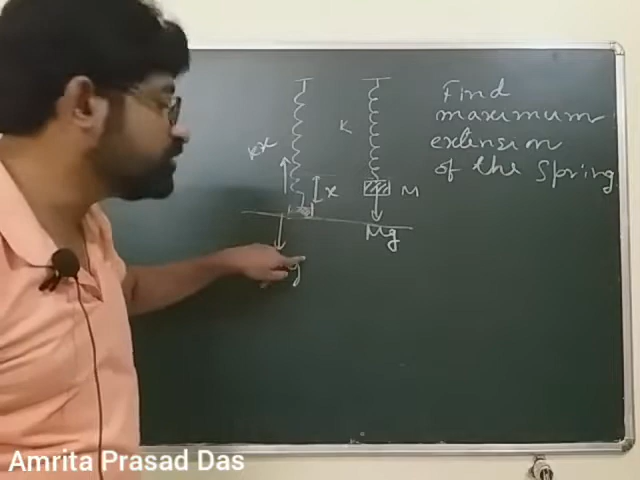 Find
maximum
extension
of the Spring
K
Kx
x
M
Mg
g
Amrita Prasad Das